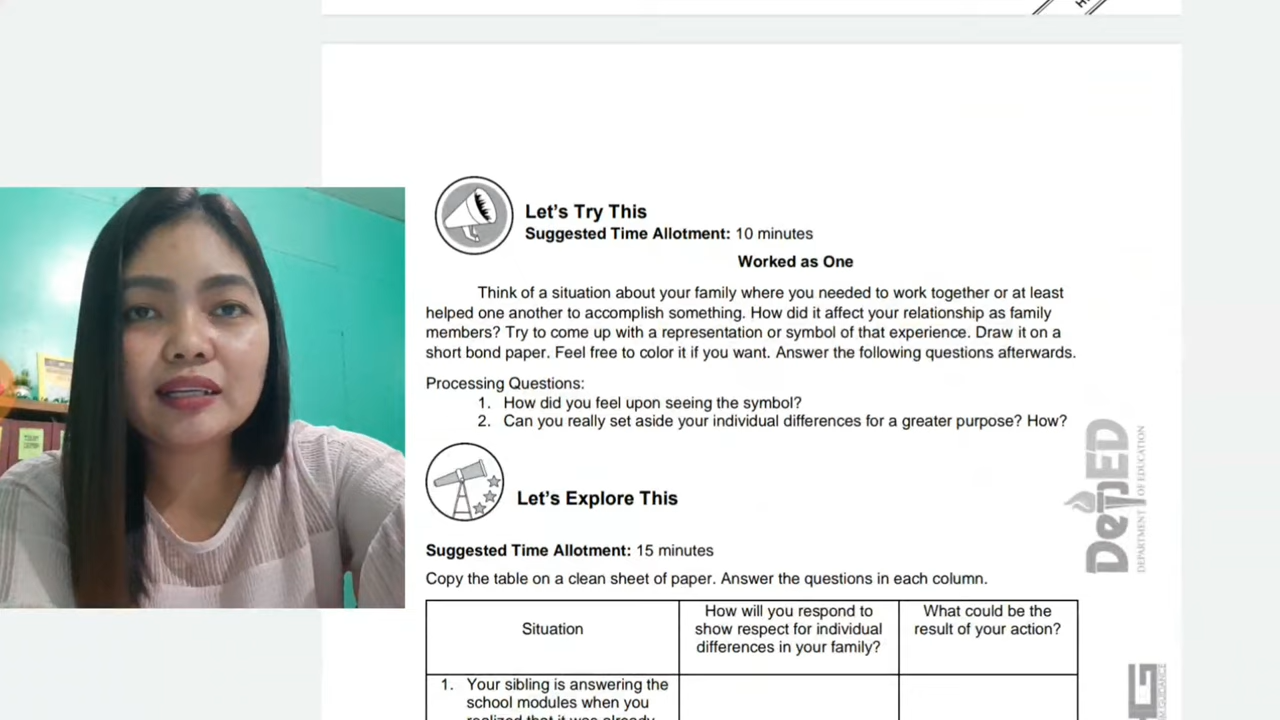 Let's Try This
Suggested Time Allotment: 10 minutes
Worked as One
Think of a situation about your family where you needed to work together or at least
helped one another to accomplish something. How did it affect your relationship as family
members? Try to come up with a representation or symbol of that experience. Draw it on a
short bond paper. Feel free to color it if you want. Answer the following questions afterwards.
Processing Questions:
1. How did you feel upon seeing the symbol?
2. Can you really set aside your individual differences for a greater purpose? How?
DepED
DEPARTMENT OF EDUCATION
Let's Explore This
Suggested Time Allotment: 15 minutes
Copy the table on a clean sheet of paper. Answer the questions in each column.
Situation
How will you respond to
show respect for individual
differences in your family?
What could be the
result of your action?
1. Your sibling is answering the
school modules when you
realized that it was already